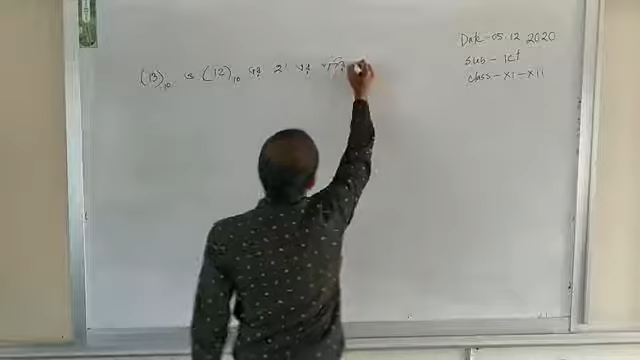 (13)₁₀ ও (12)₁₀ এর 2' এর
Date - 05.12.2020
Sub - ICT
Class - XI - XII